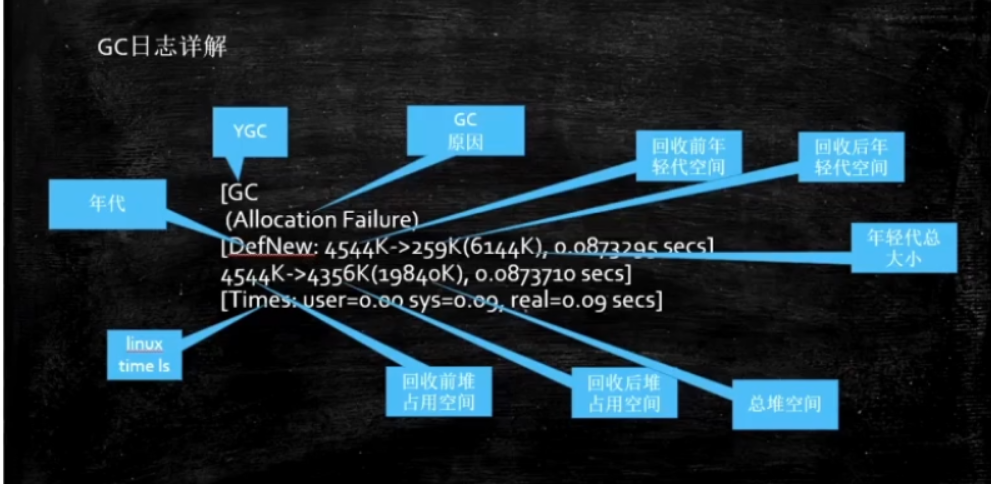 GC日志详解
YGC
GC
原因
回收前年
轻代空间
回收后年
轻代空间
年代
[GC
(Allocation Failure)
[DefNew: 4544K->259K(6144K), 0.0873295 secs]
4544K->4356K(19840K), 0.0873710 secs]
[Times: user=0.00 sys=0.09, real=0.09 secs]
年轻代总
大小
linux
time ls
回收前堆
占用空间
回收后堆
占用空间
总堆空间